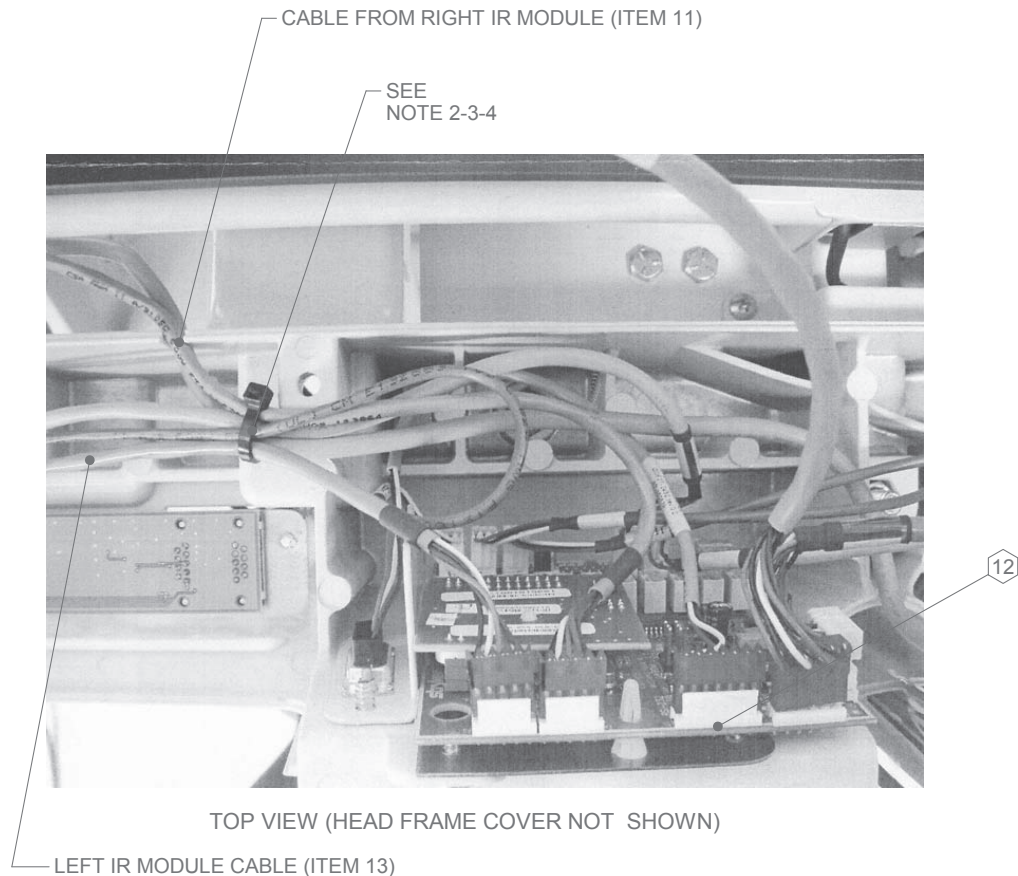 CABLE FROM RIGHT IR MODULE (ITEM 11)
SEE
NOTE 2-3-4
12
TOP VIEW (HEAD FRAME COVER NOT SHOWN)
LEFT IR MODULE CABLE (ITEM 13)